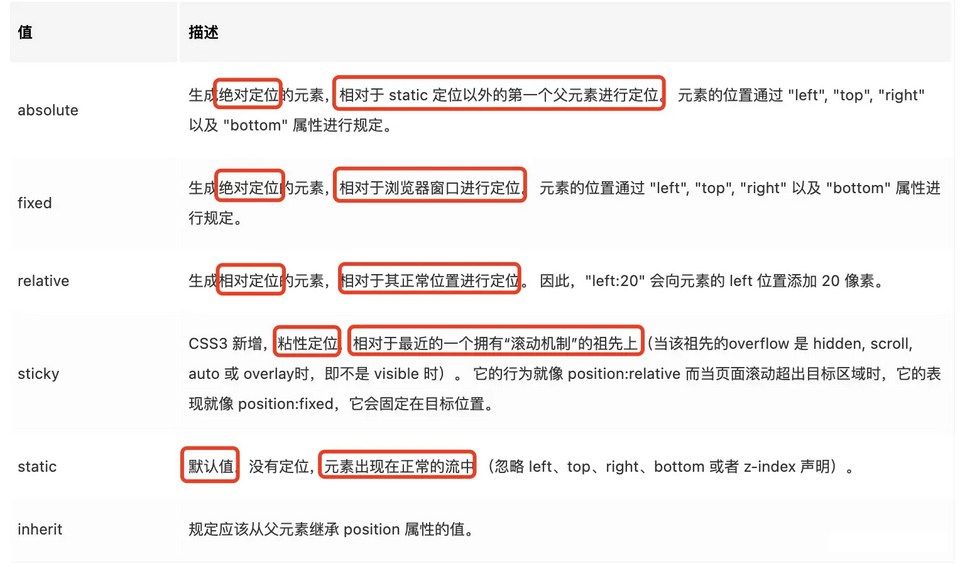 值 描述
absolute
生成绝对定位的元素，相对于 static 定位以外的第一个父元素进行定位。 元素的位置通过 "left", "top", "right"
以及 "bottom" 属性进行规定。
fixed
生成绝对定位的元素，相对于浏览器窗口进行定位。 元素的位置通过 "left", "top", "right" 以及 "bottom" 属性进
行规定。
relative
生成相对定位的元素，相对于其正常位置进行定位。 因此，"left:20" 会向元素的 left 位置添加 20 像素。
sticky
CSS3 新增，粘性定位，相对于最近的一个拥有“滚动机制”的祖先上（当该祖先的overflow 是 hidden, scroll,
auto 或 overlay时，即不是 visible 时）。 它的行为就像 position:relative 而当页面滚动超出目标区域时，它的表
现就像 position:fixed，它会固定在目标位置。
static
默认值。没有定位，元素出现在正常的流中（忽略 left、top、right、bottom 或者 z-index 声明）。
inherit
规定应该从父元素继承 position 属性的值。